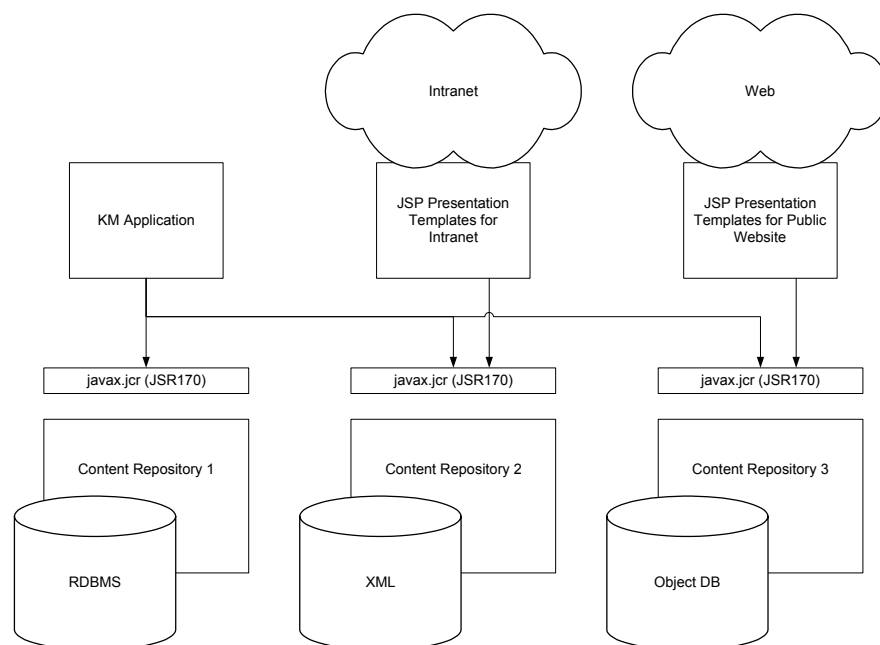 Intranet
Web
KM Application
JSP Presentation
Templates for
Intranet
JSP Presentation
Templates for Public
Website
javax.jcr (JSR170)
javax.jcr (JSR170)
javax.jcr (JSR170)
Content Repository 1
Content Repository 2
Content Repository 3
RDBMS
XML
Object DB